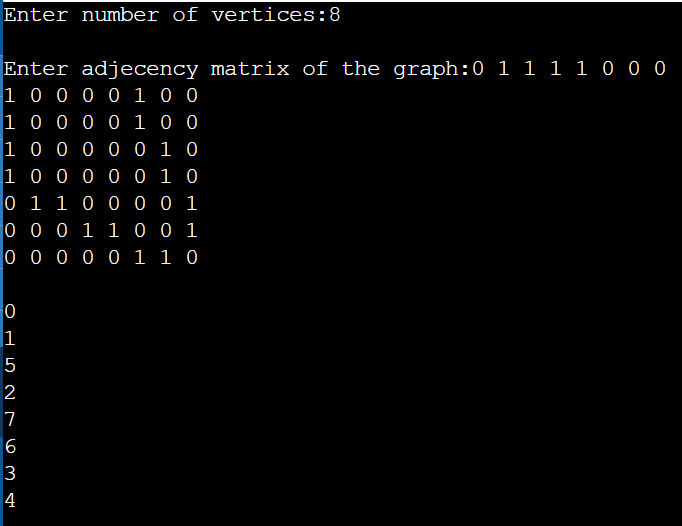 Enter number of vertices:8
Enter adjecency matrix of the graph:0 1 1 1 1 0 0 0
1 0 0 0 0 1 0 0
1 0 0 0 0 1 0 0
1 0 0 0 0 0 1 0
1 0 0 0 0 0 1 0
0 1 1 0 0 0 0 1
0 0 0 1 1 0 0 1
0 0 0 0 0 1 1 0
0
1
5
2
7
6
3
4